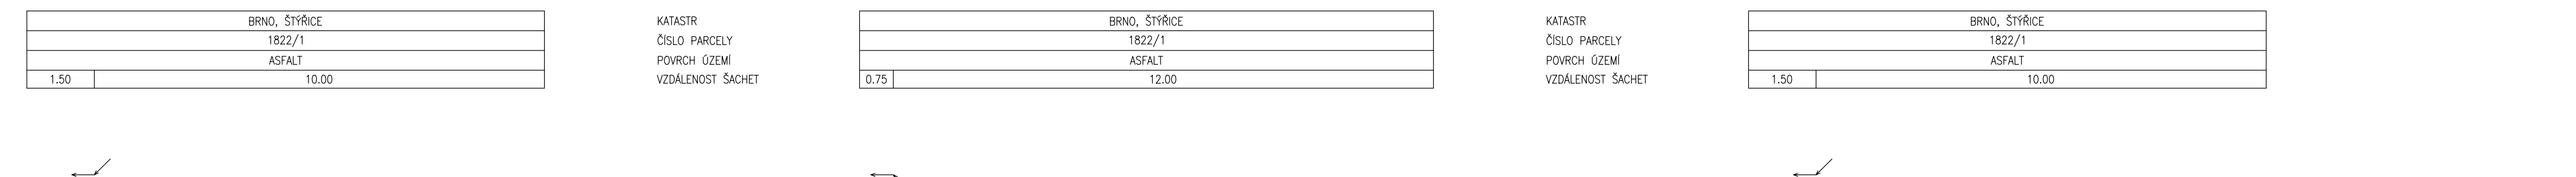 BRNO, ŠTÝŘICE
1822/1
ASFALT
1.50 10.00
KATASTR BRNO, ŠTÝŘICE
ČÍSLO PARCELY 1822/1
POVRCH ÚZEMÍ ASFALT
VZDÁLENOST ŠACHET 0.75 12.00
KATASTR BRNO, ŠTÝŘICE
ČÍSLO PARCELY 1822/1
POVRCH ÚZEMÍ ASFALT
VZDÁLENOST ŠACHET 1.50 10.00